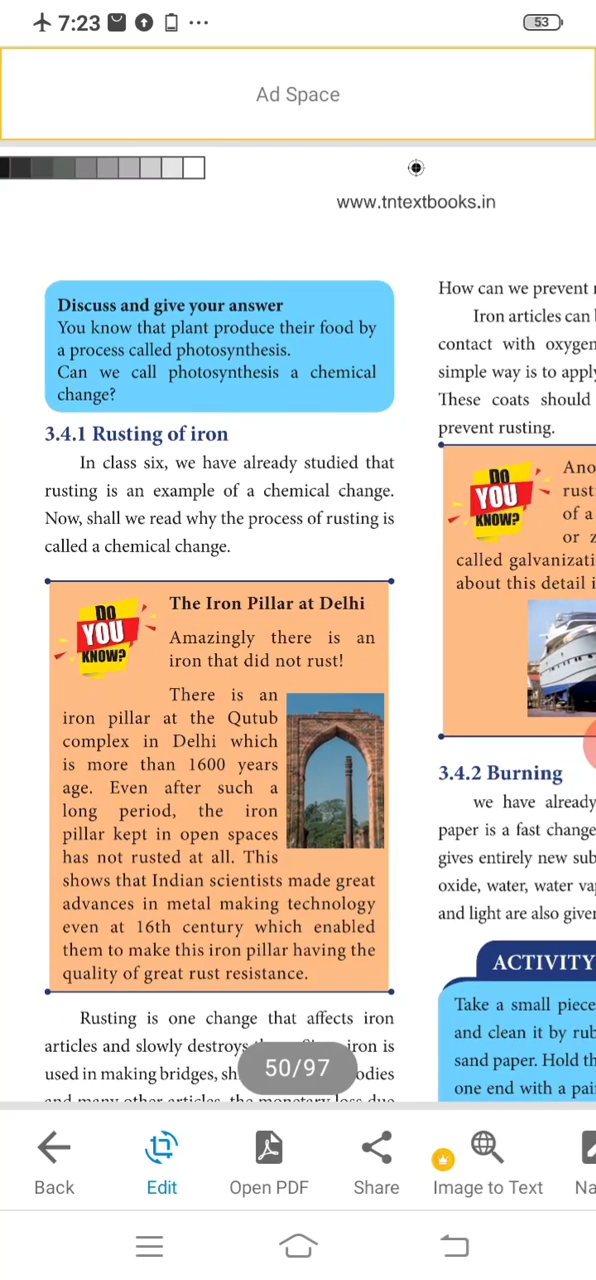 7:23
53
Ad Space
www.tntextbooks.in
Discuss and give your answer
You know that plant produce their food by
a process called photosynthesis.
Can we call photosynthesis a chemical
change?
3.4.1 Rusting of iron
In class six, we have already studied that
rusting is an example of a chemical change.
Now, shall we read why the process of rusting is
called a chemical change.
DO
YOU
KNOW?
The Iron Pillar at Delhi
Amazingly there is an
iron that did not rust!
There is an
iron pillar at the Qutub
complex in Delhi which
is more than 1600 years
age. Even after such a
long period, the iron
pillar kept in open spaces
has not rusted at all. This
shows that Indian scientists made great
advances in metal making technology
even at 16th century which enabled
them to make this iron pillar having the
quality of great rust resistance.
Rusting is one change that affects iron
articles and slowly destroys iron is
used in making bridges,
and many other articles, the monetary loss due
How can we prevent
Iron articles can
contact with oxygen
simple way is to apply
These coats should
prevent rusting.
DO
YOU
KNOW?
Ano
rust
of a
or z
called galvanizati
about this detail i
3.4.2 Burning
we have already
paper is a fast change
gives entirely new sub
oxide, water, water va
and light are also give
ACTIVITY
Take a small piece
and clean it by rub
sand paper. Hold th
one end with a pai
50/97
Back
Edit
Open PDF
Share
Image to Text
Na